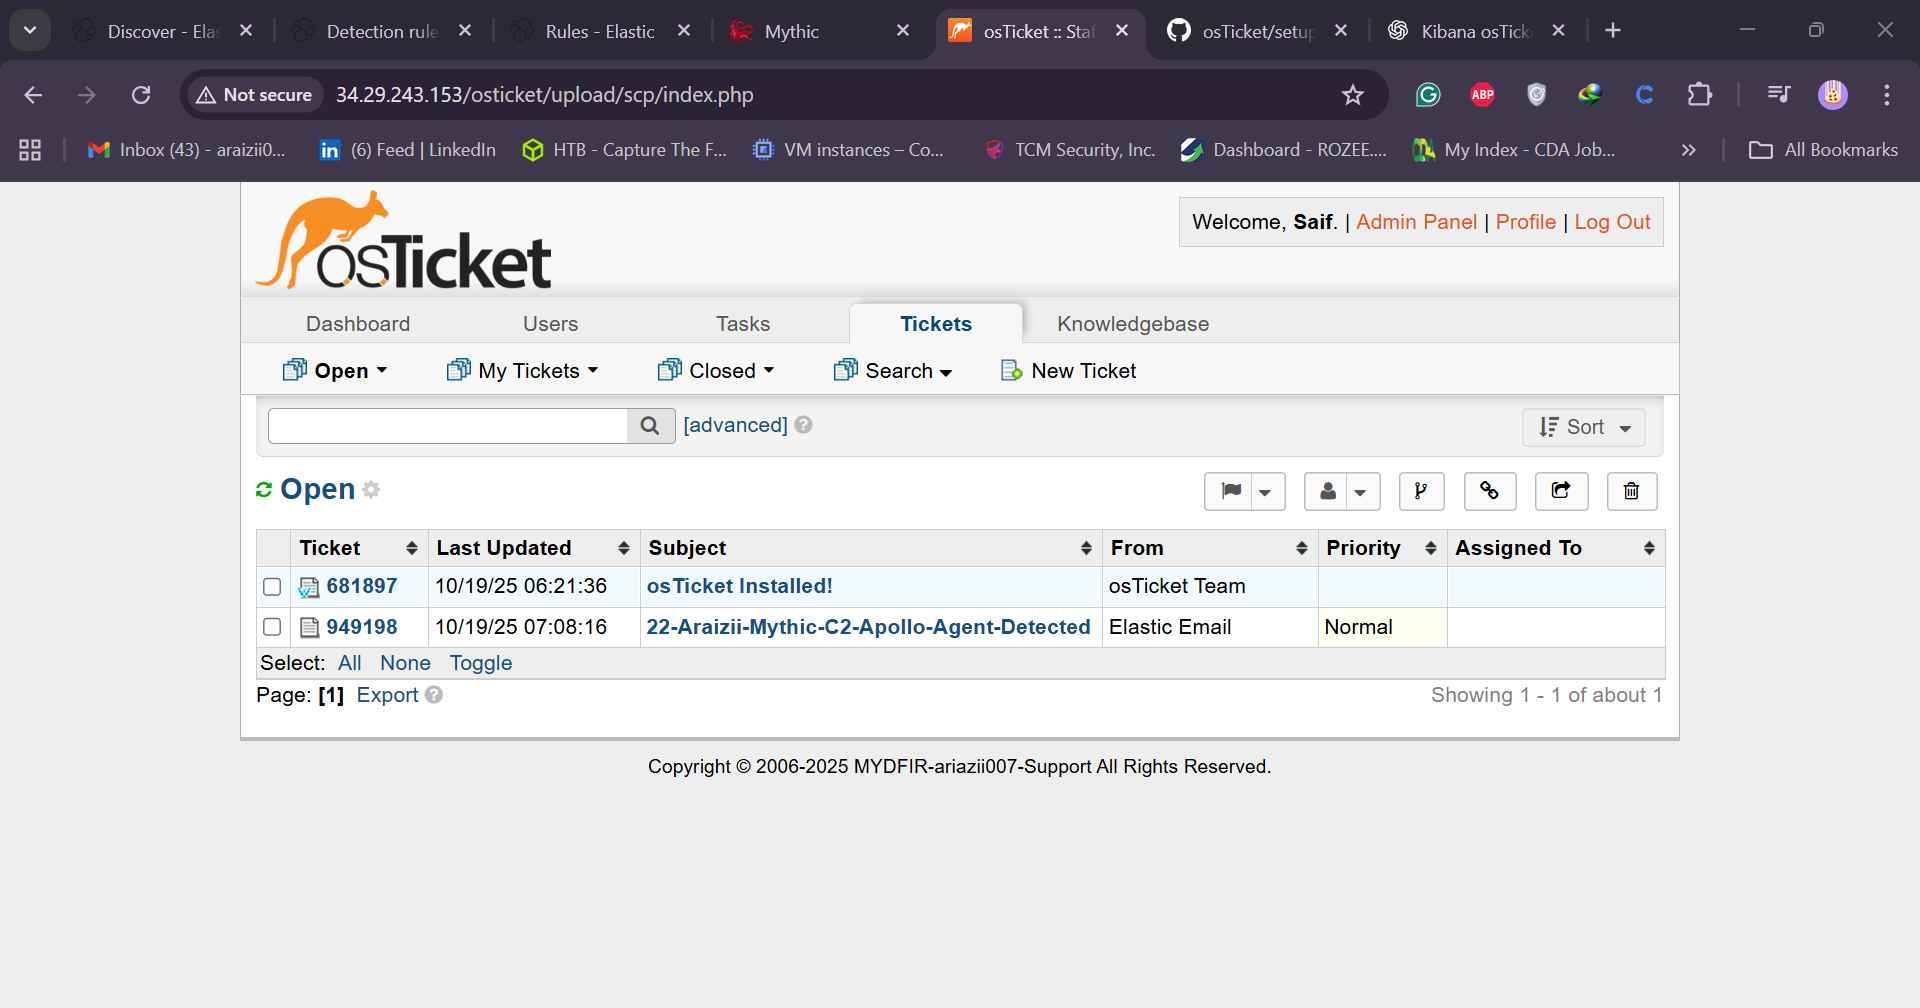 Discover - Elas
Detection rule
Rules - Elastic
Mythic
osTicket :: Staf
osTicket/setup
Kibana osTick
Not secure
34.29.243.153/osticket/upload/scp/index.php
ABP
Inbox (43) - araizii0...
(6) Feed | LinkedIn
HTB - Capture The F...
VM instances – Co...
TCM Security, Inc.
Dashboard - ROZEE....
My Index - CDA Job...
All Bookmarks
osTicket
Welcome, Saif. | Admin Panel | Profile | Log Out
Dashboard
Users
Tasks
Tickets
Knowledgebase
Open
My Tickets
Closed
Search
New Ticket
[advanced]
Sort
Open
Ticket Last Updated Subject From Priority Assigned To
681897 10/19/25 06:21:36 osTicket Installed! osTicket Team
949198 10/19/25 07:08:16 22-Araizii-Mythic-C2-Apollo-Agent-Detected Elastic Email Normal
Select: All None Toggle
Page: [1] Export
Showing 1 - 1 of about 1
Copyright © 2006-2025 MYDFIR-ariazii007-Support All Rights Reserved.